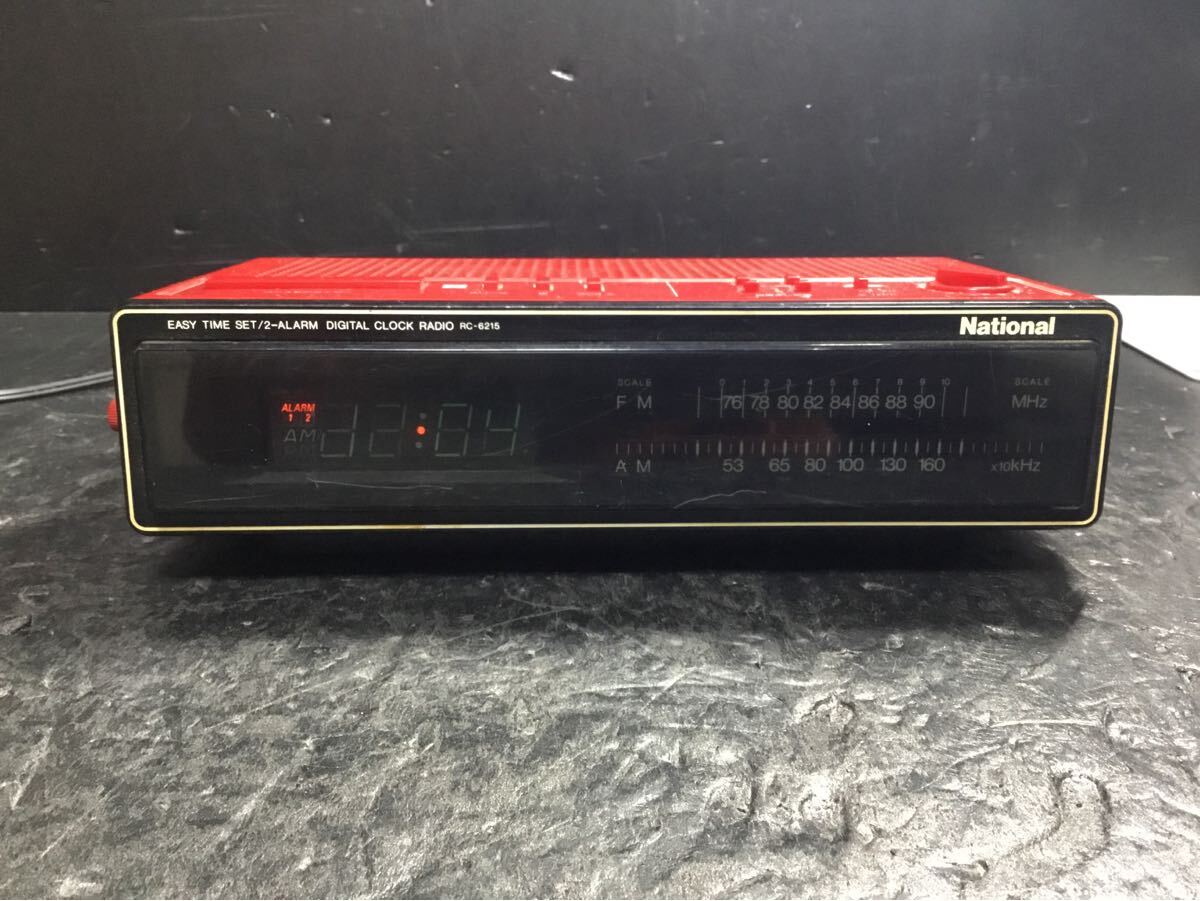 EASY TIME SET/2-ALARM DIGITAL CLOCK RADIO RC-6215
National
ALARM
1 2
AM
SCALE 0 1 2 3 4 5 6 7 8 9 10 SCALE
FM 76 78 80 82 84 86 88 90 MHz
AM 53 65 80 100 130 160 x10kHz